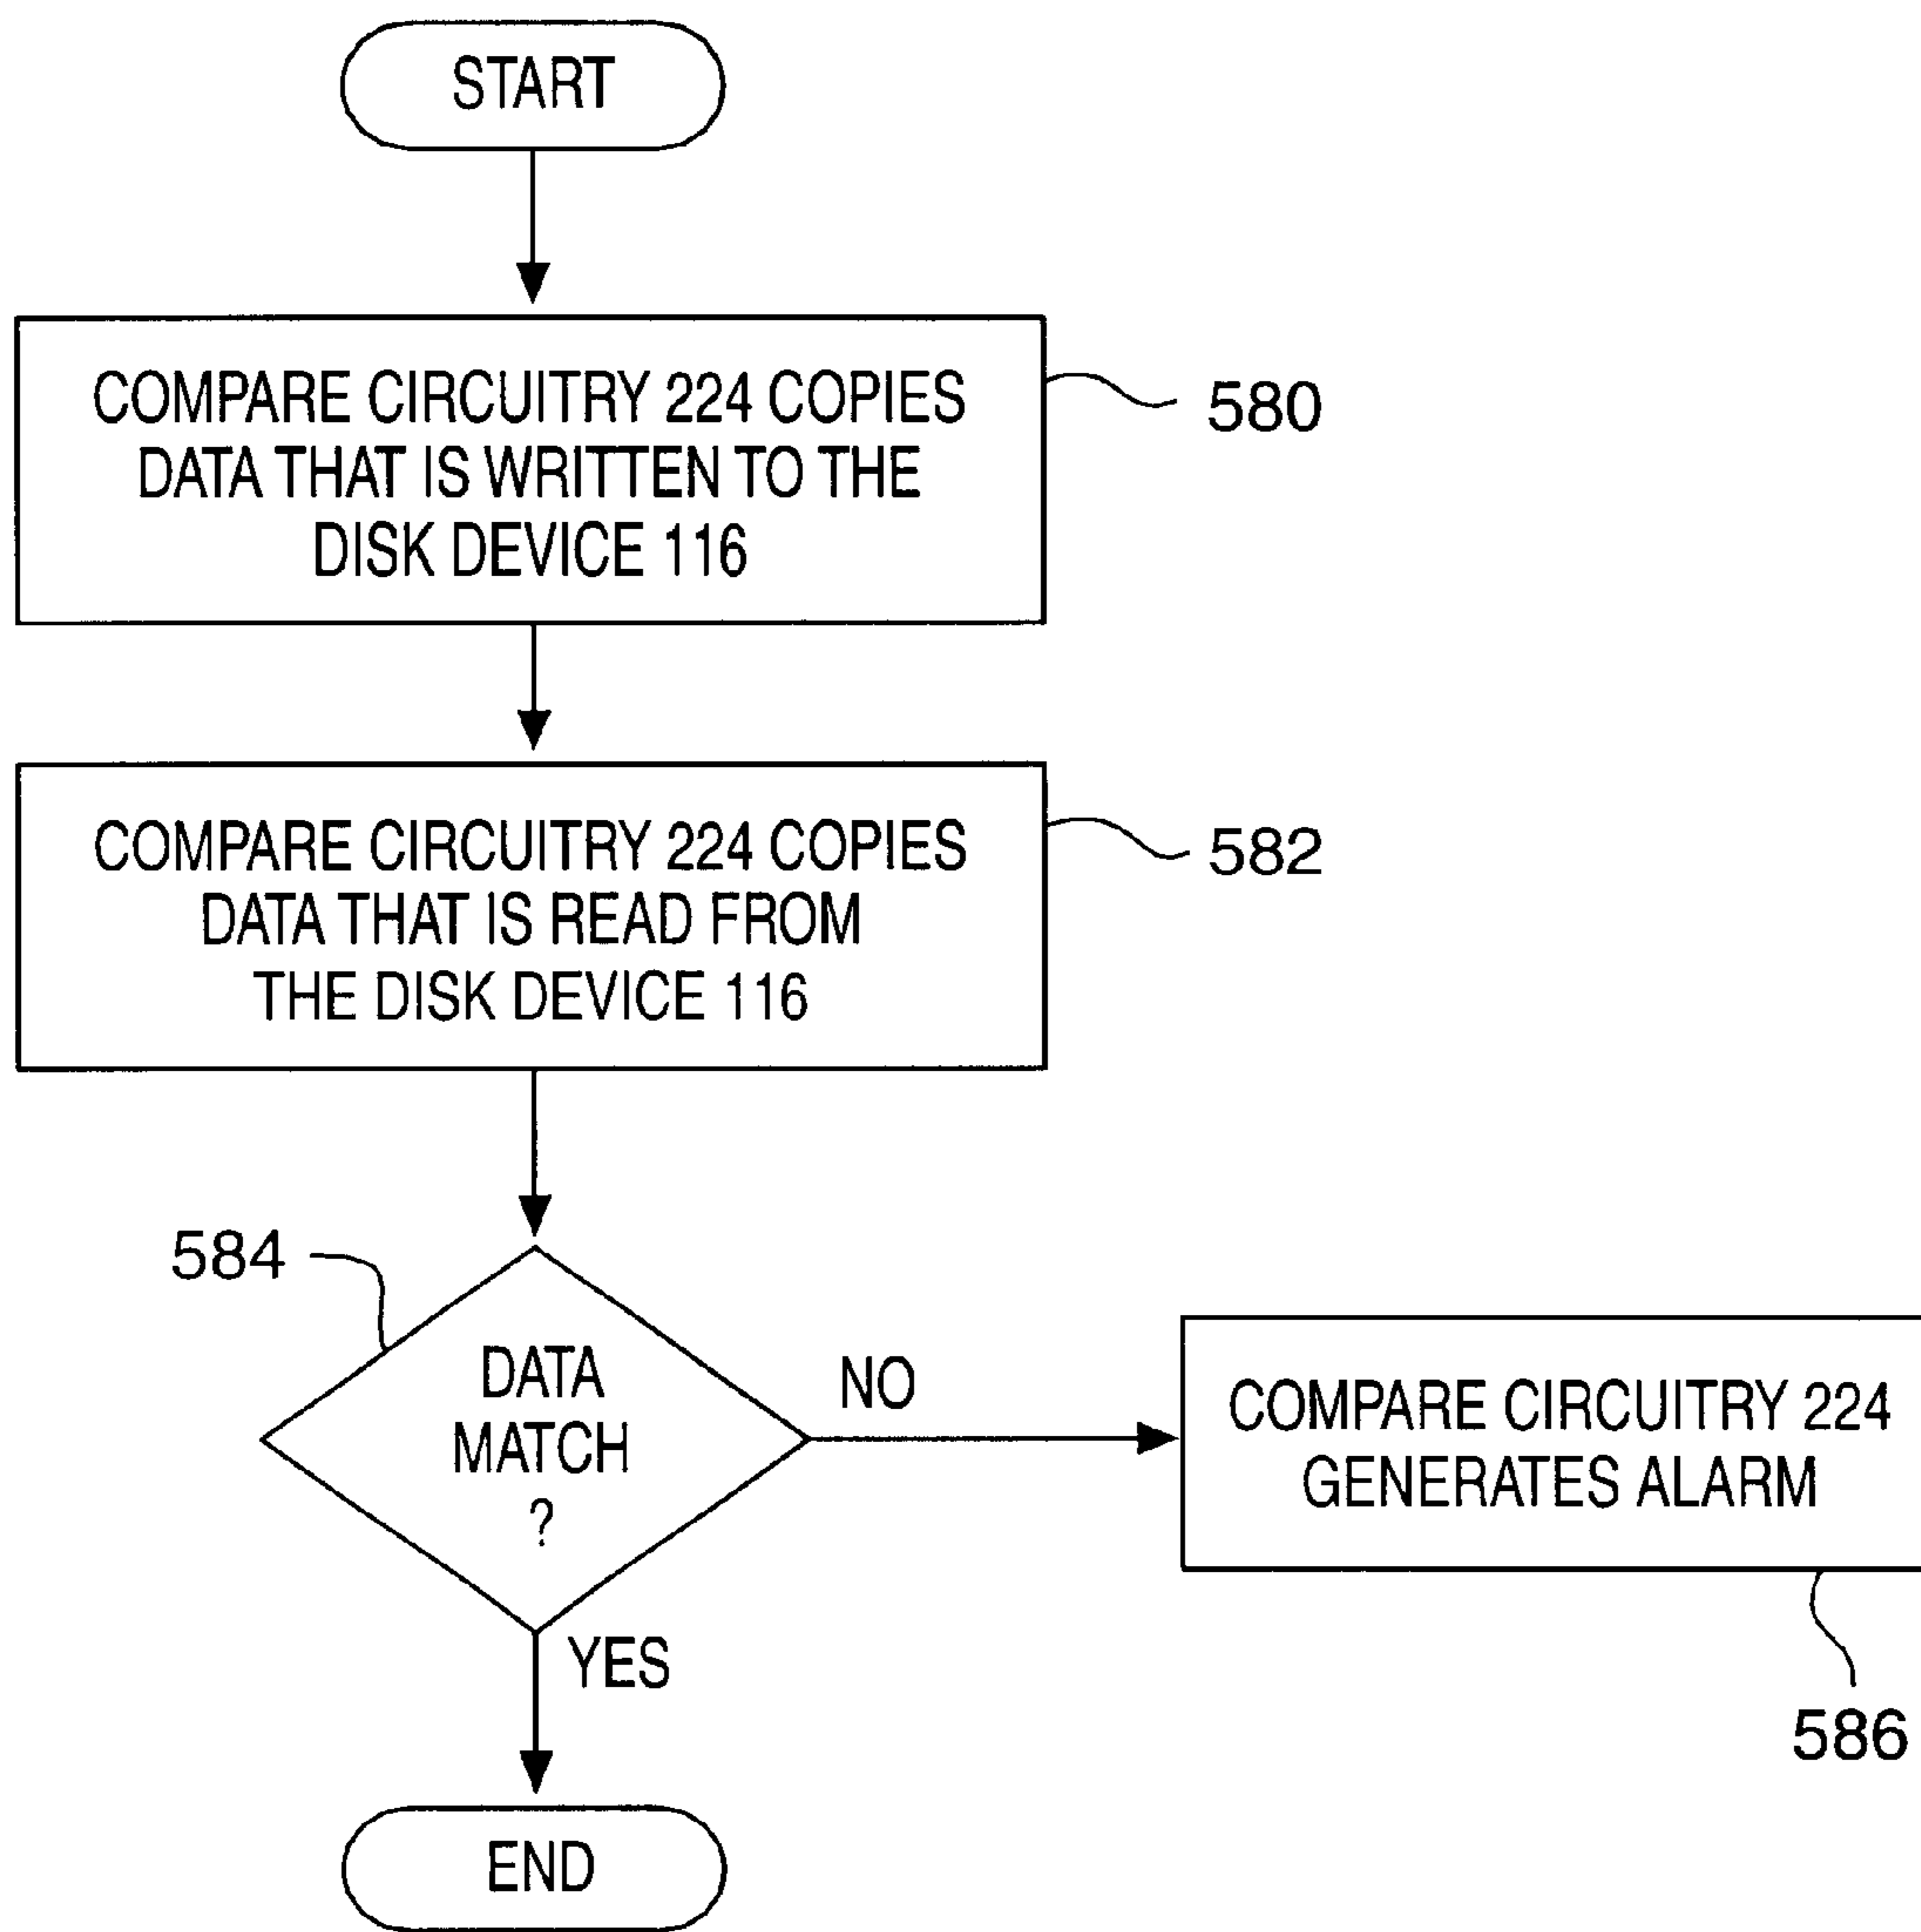 START
COMPARE CIRCUITRY 224 COPIES
DATA THAT IS WRITTEN TO THE
DISK DEVICE 116
580
COMPARE CIRCUITRY 224 COPIES
DATA THAT IS READ FROM
THE DISK DEVICE 116
582
584
DATA
MATCH
?
NO
COMPARE CIRCUITRY 224
GENERATES ALARM
586
YES
END